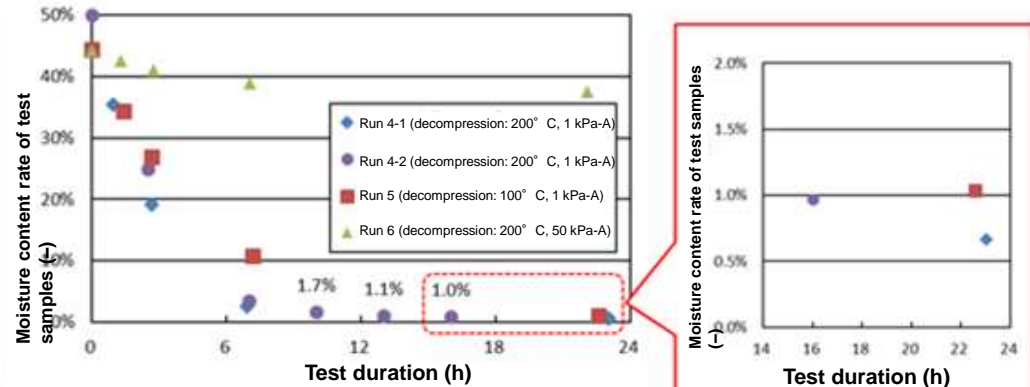 50%
40%
30%
20%
10%
0%
Moisture content rate of test
samples (–)
Run 4-1 (decompression: 200° C, 1 kPa-A)
Run 4-2 (decompression: 200° C, 1 kPa-A)
Run 5 (decompression: 100° C, 1 kPa-A)
Run 6 (decompression: 200° C, 50 kPa-A)
1.7%
1.1%
1.0%
0
6
12
18
24
Test duration (h)
2.0%
1.5%
1.0%
0.5%
0.0%
Moisture content rate of test samples
(–)
14
16
18
20
22
24
Test duration (h)